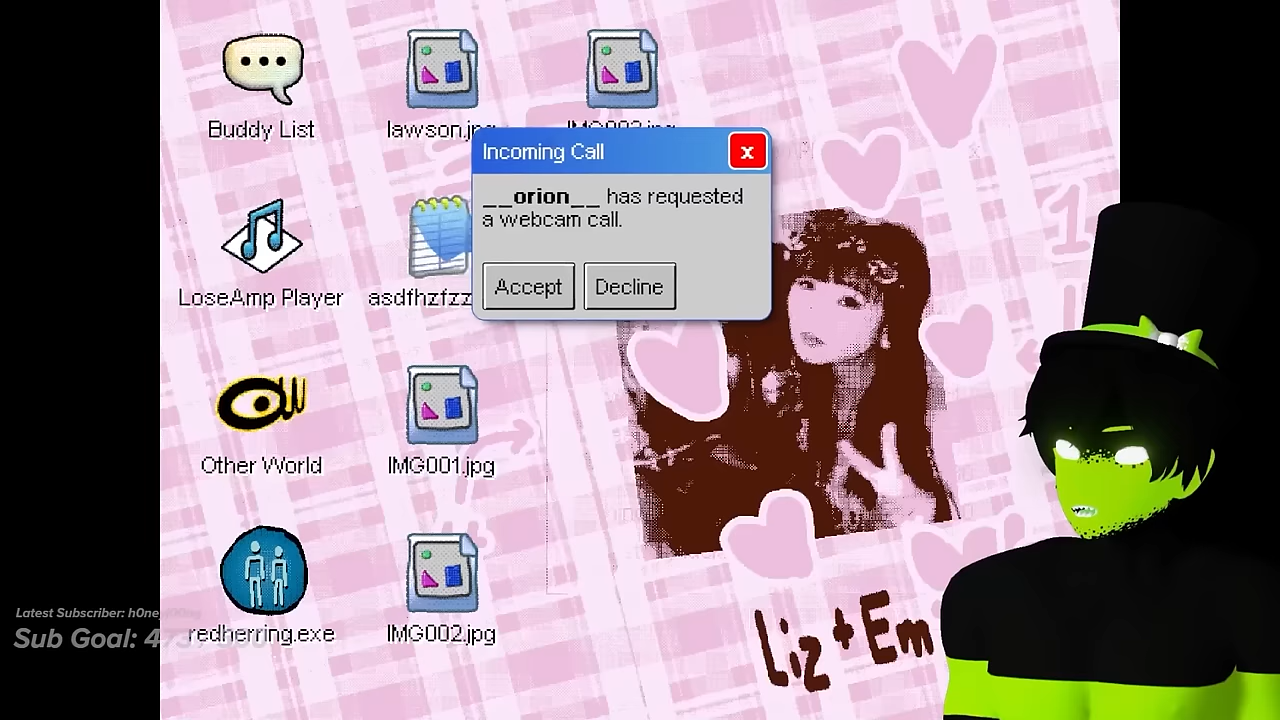 Buddy List
lawson.jpg
Incoming Call
x
__orion__ has requested
a webcam call.
Accept
Decline
LoseAmp Player
asdfhzfzz
Other World
IMG001.jpg
Latest Subscriber:
Sub Goal:
redherring.exe
IMG002.jpg
Liz + Em